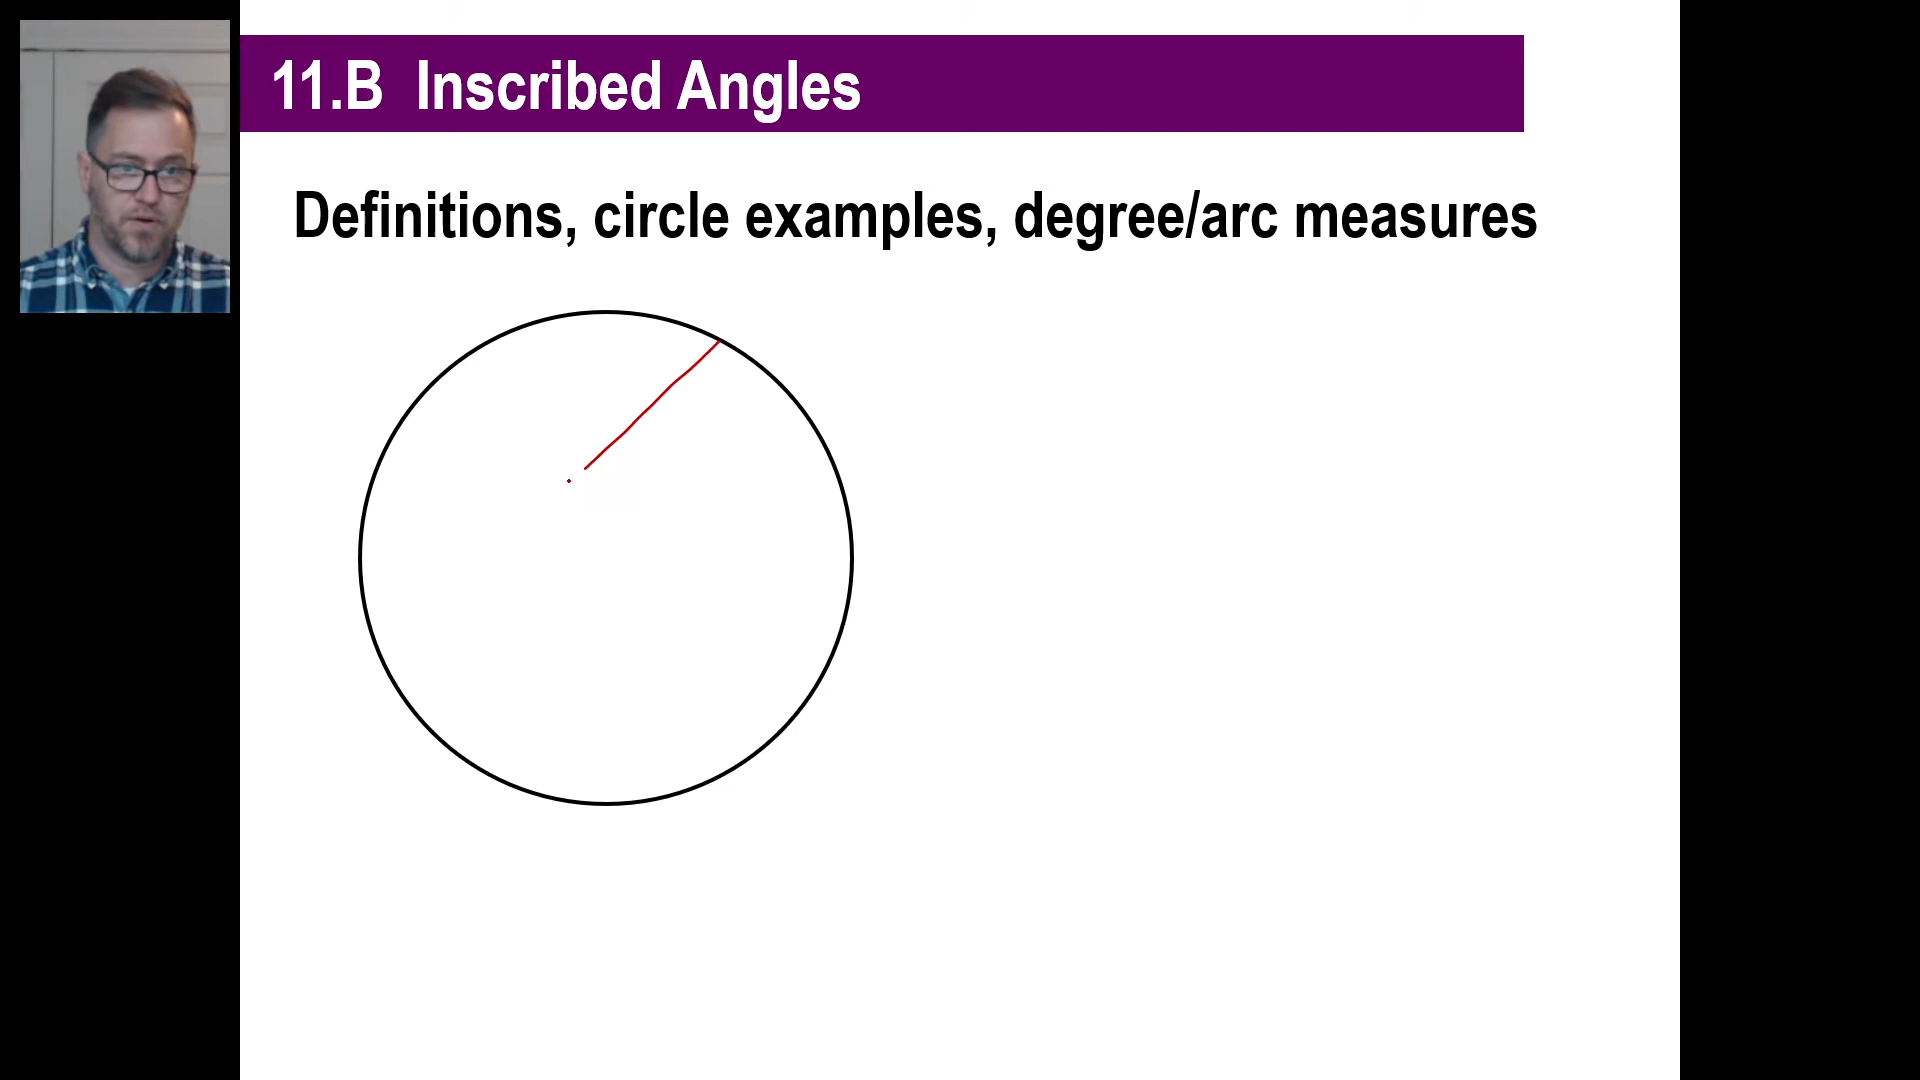 11.B Inscribed Angles
Definitions, circle examples, degree/arc measures